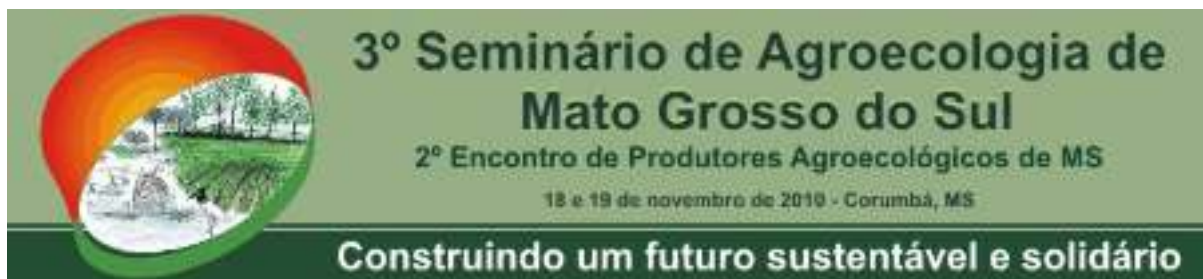 3º Seminário de Agroecologia de
Mato Grosso do Sul
2º Encontro de Produtores Agroecológicos de MS
18 e 19 de novembro de 2010 - Corumbá, MS
Construindo um futuro sustentável e solidário